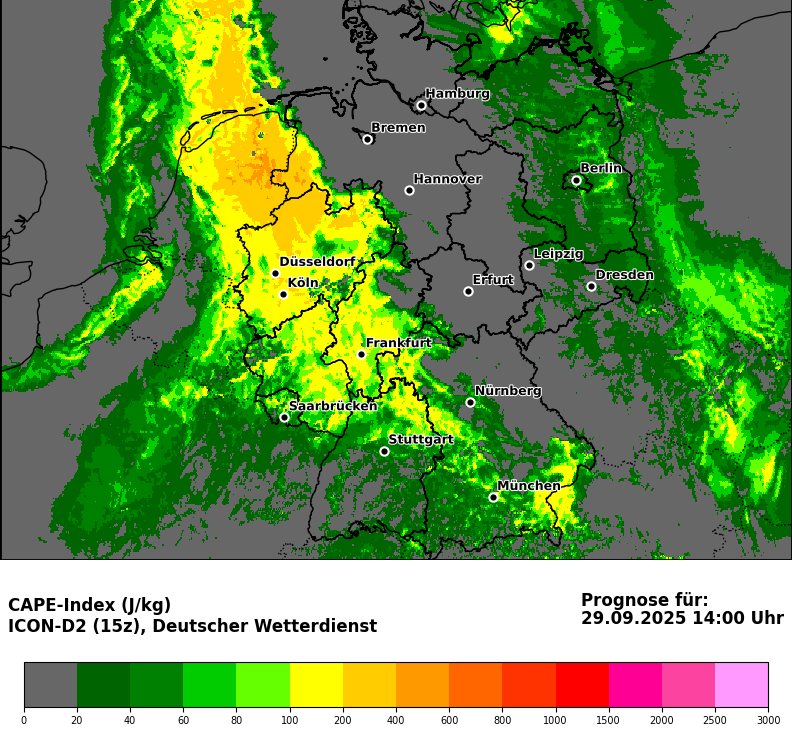 Hamburg
Bremen
Berlin
Hannover
Leipzig
Düsseldorf
Dresden
Erfurt
Köln
Frankfurt
Nürnberg
Saarbrücken
Stuttgart
München
CAPE-Index (J/kg)
ICON-D2 (15z), Deutscher Wetterdienst
Prognose für:
29.09.2025 14:00 Uhr
0 20 40 60 80 100 200 400 600 800 1000 1500 2000 2500 3000